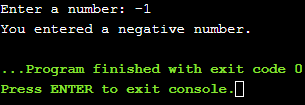 Enter a number: -1
You entered a negative number.
...Program finished with exit code 0
Press ENTER to exit console.